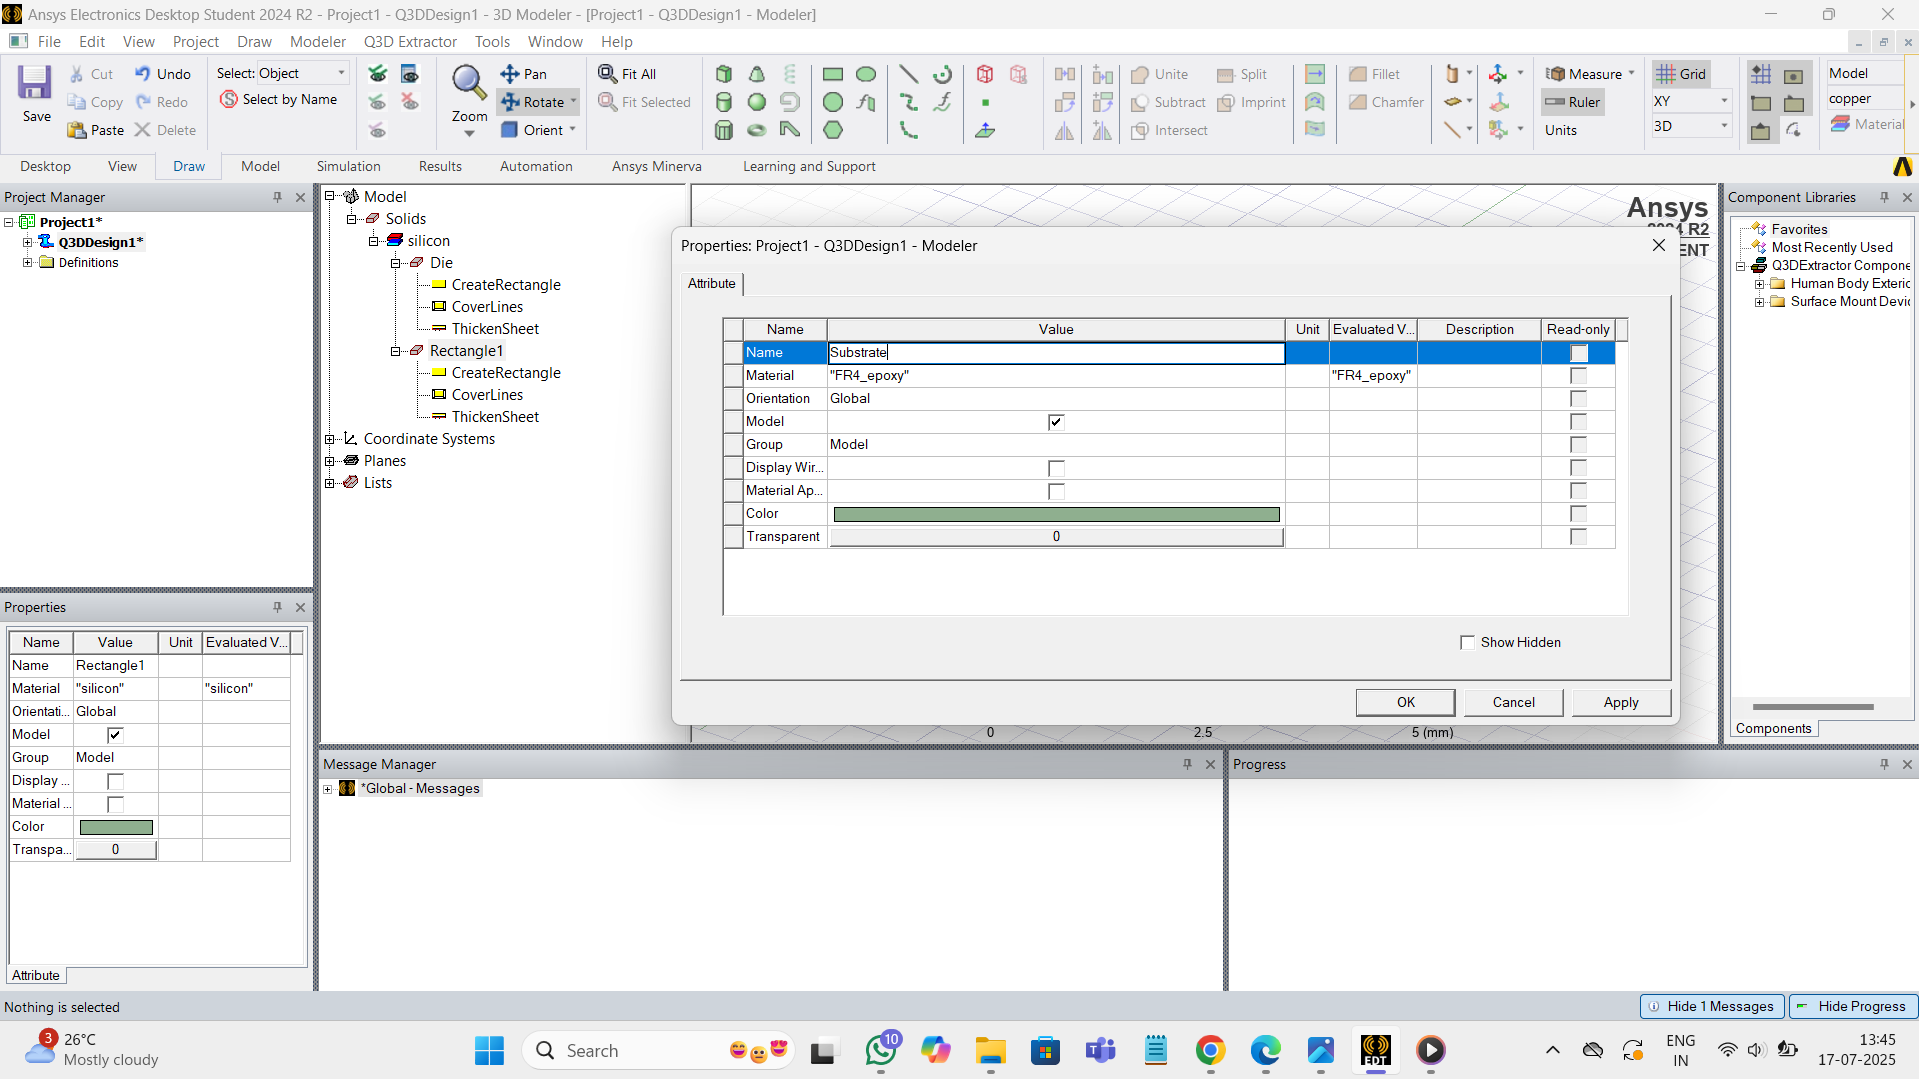 Ansys Electronics Desktop Student 2024 R2 - Project1 - Q3DDesign1 - 3D Modeler - [Project1 - Q3DDesign1 - Modeler]
File Edit View Project Draw Modeler Q3D Extractor Tools Window Help
Save
Cut Undo
Copy Redo
Paste Delete
Select: Object
Select by Name
Zoom
Pan
Rotate
Orient
Fit All
Fit Selected
Unite Split
Subtract Imprint
Intersect
Fillet
Chamfer
Measure
Ruler
Units
Grid
XY
3D
Model
copper
Material
Desktop View Draw Model Simulation Results Automation Ansys Minerva Learning and Support
Project Manager
Project1*
Q3DDesign1*
Definitions
Model
Solids
silicon
Die
CreateRectangle
CoverLines
ThickenSheet
Rectangle1
CreateRectangle
CoverLines
ThickenSheet
Coordinate Systems
Planes
Lists
Ansys
2024 R2
ENT
Properties: Project1 - Q3DDesign1 - Modeler
Attribute
Name Value Unit Evaluated V... Description Read-only
Name Substrate
Material "FR4_epoxy" "FR4_epoxy"
Orientation Global
Model
Group Model
Display Wir...
Material Ap...
Color
Transparent 0
Show Hidden
OK Cancel Apply
0 2.5 5 (mm)
Component Libraries
Favorites
Most Recently Used
Q3DExtractor Compone
Human Body Exteric
Surface Mount Devi
Components
Properties
Name Value Unit Evaluated V...
Name Rectangle1
Material "silicon" "silicon"
Orientati... Global
Model
Group Model
Display ...
Material ...
Color
Transpa... 0
Attribute
Message Manager
*Global - Messages
Progress
Nothing is selected
Hide 1 Messages Hide Progress
3
26°C
Mostly cloudy
Search
10
EDT
ENG
IN
13:45
17-07-2025